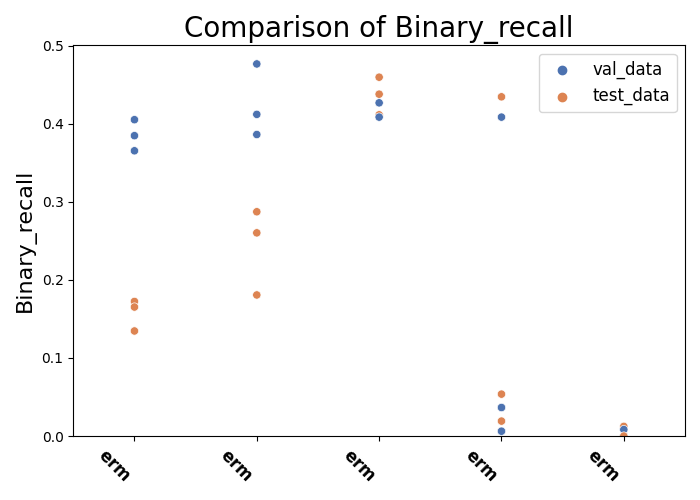 Comparison of Binary_recall
Binary_recall
0.5
0.4
0.3
0.2
0.1
0.0
val_data
test_data
erm
erm
erm
erm
erm